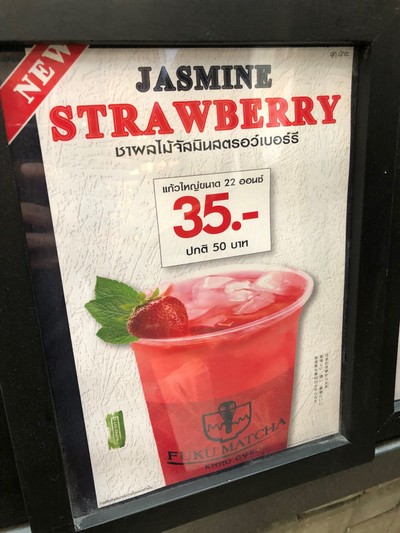 NEW
JASMINE
STRAWBERRY
ชาผลไม้จัสมินสตรอว์เบอร์รี
แก้วใหญ่ขนาด 22 ออนซ์
35.-
ปกติ 50 บาท
FUKU MATCHA